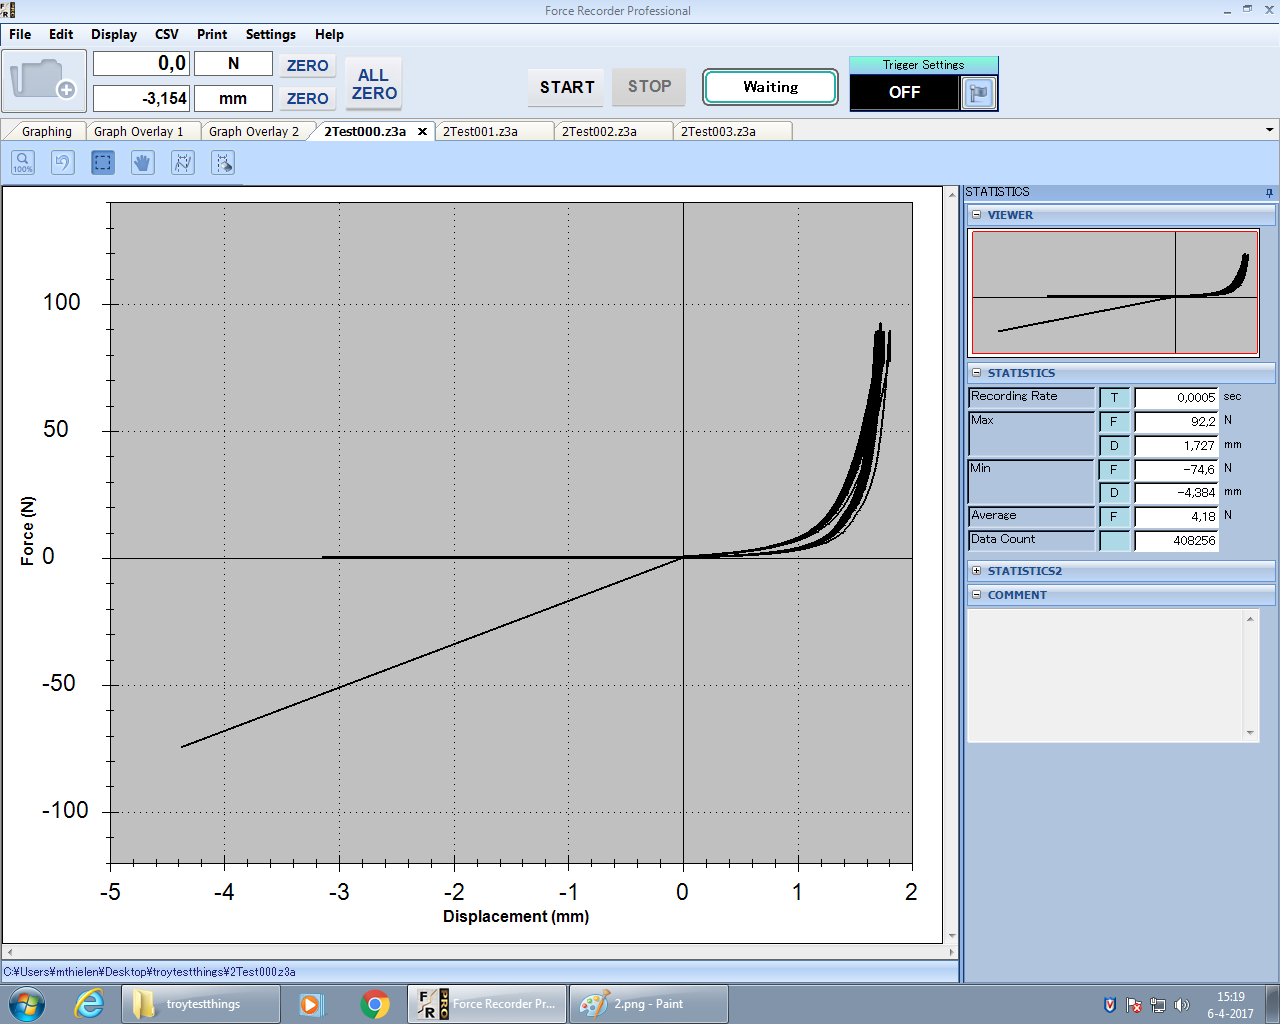 Force Recorder Professional
File Edit Display CSV Print Settings Help
0,0 N ZERO
-3,154 mm ZERO
ALL ZERO
START STOP Waiting
Trigger Settings
OFF
Graphing Graph Overlay 1 Graph Overlay 2 2Test000.z3a 2Test001.z3a 2Test002.z3a 2Test003.z3a
100%
100
50
0
-50
-100
Force (N)
-5 -4 -3 -2 -1 0 1 2
Displacement (mm)
STATISTICS
VIEWER
STATISTICS
Recording Rate T 0,0005 sec
Max F 92,2 N
D 1,727 mm
Min F -74,6 N
D -4,384 mm
Average F 4,18 N
Data Count 408256
STATISTICS2
COMMENT
C:¥Users¥mthielen¥Desktop¥troytestthings¥2Test000.z3a
troytestthings
F R PRO
Force Recorder Pr...
2.png - Paint
15:19
6-4-2017